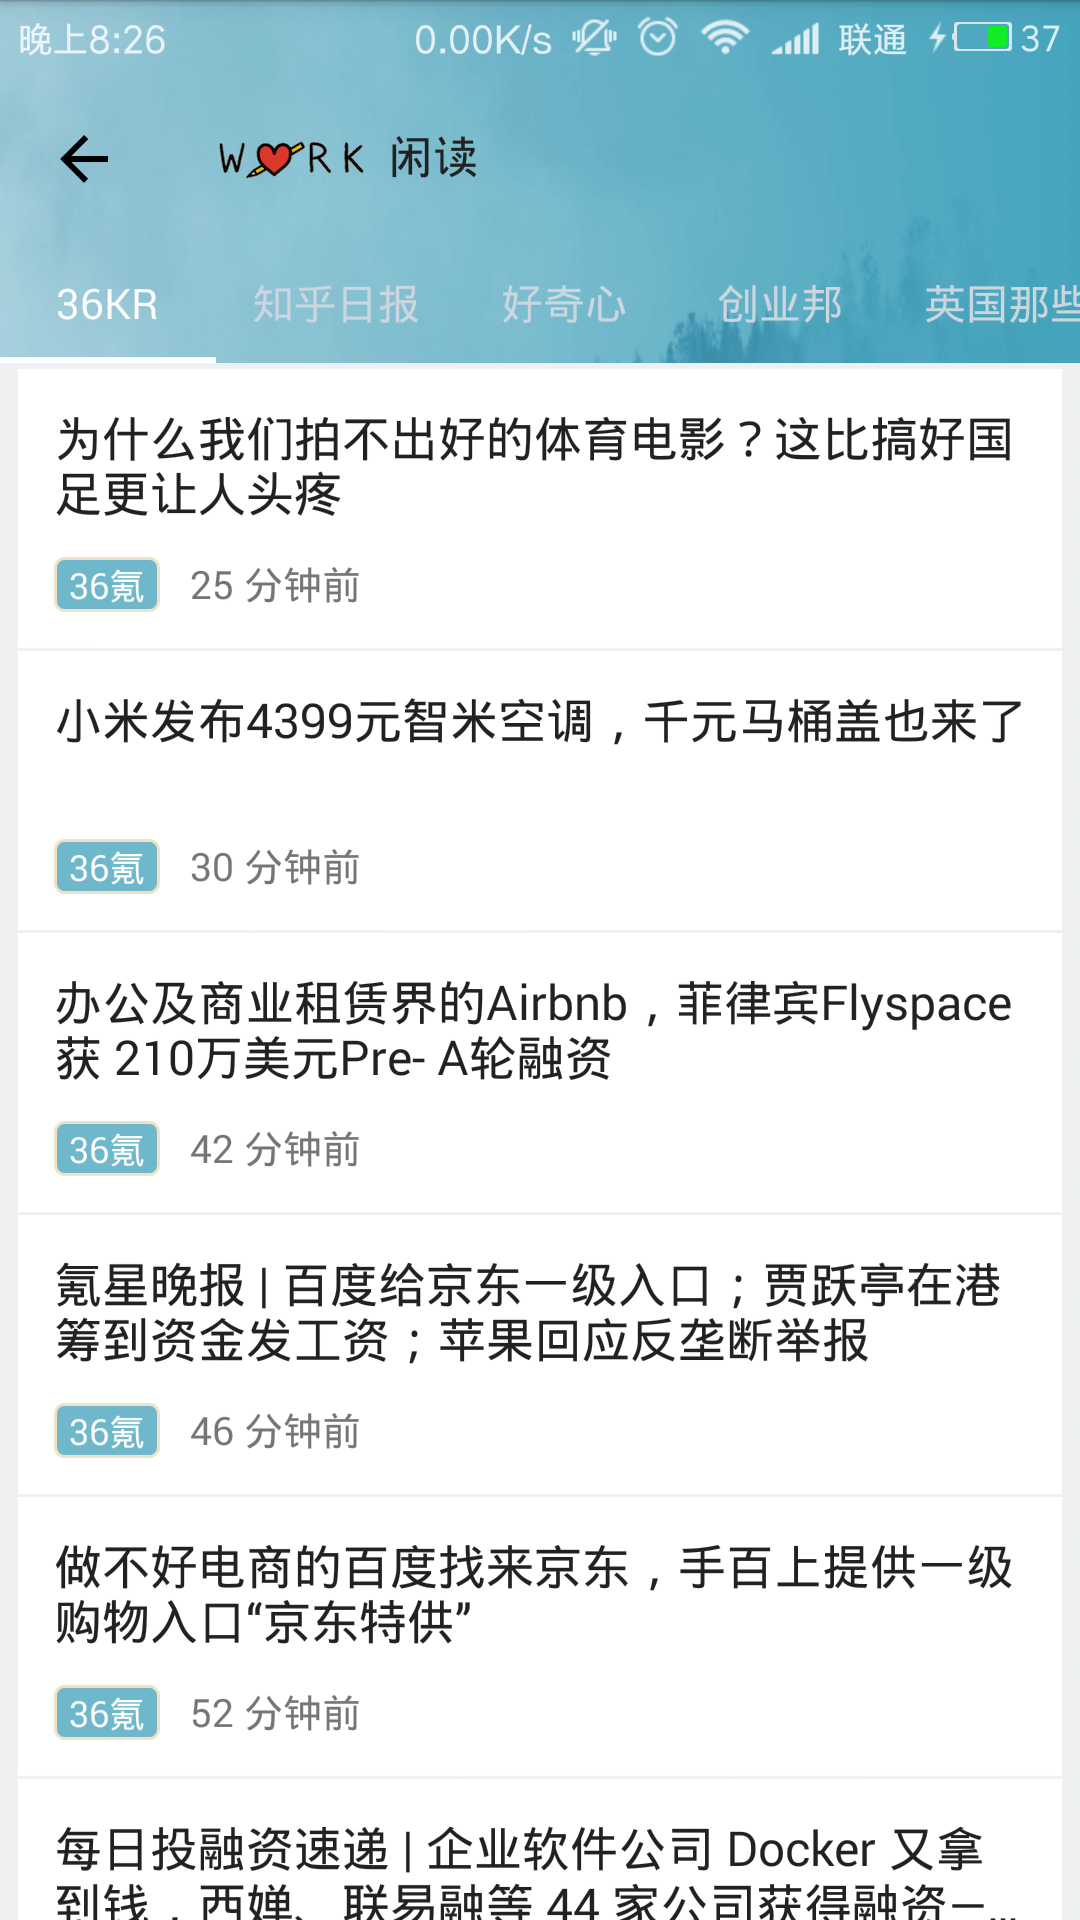 晚上8:26 0.00K/s 联通 37
W RK 闲读
36KR 知乎日报 好奇心 创业邦 英国那些
为什么我们拍不出好的体育电影？这比搞好国
足更让人头疼
36氪 25 分钟前
小米发布4399元智米空调，千元马桶盖也来了
36氪 30 分钟前
办公及商业租赁界的Airbnb，菲律宾Flyspace
获 210万美元Pre- A轮融资
36氪 42 分钟前
氪星晚报 | 百度给京东一级入口；贾跃亭在港
筹到资金发工资；苹果回应反垄断举报
36氪 46 分钟前
做不好电商的百度找来京东，手百上提供一级
购物入口“京东特供”
36氪 52 分钟前
每日投融资速递 | 企业软件公司 Docker 又拿
到钱，西婵、联易融等 44 家公司获得融资—...